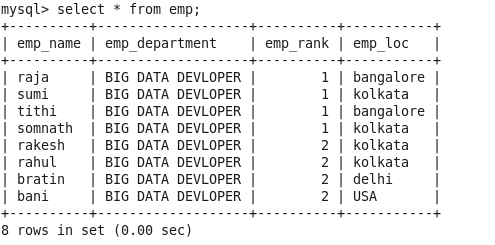 mysql> select * from emp;
+----------+-------------------+----------+-----------+
| emp_name | emp_department    | emp_rank | emp_loc   |
+----------+-------------------+----------+-----------+
| raja     | BIG DATA DEVLOPER |        1 | bangalore |
| sumi     | BIG DATA DEVLOPER |        1 | kolkata   |
| tithi    | BIG DATA DEVLOPER |        1 | bangalore |
| somnath  | BIG DATA DEVLOPER |        1 | kolkata   |
| rakesh   | BIG DATA DEVLOPER |        2 | kolkata   |
| rahul    | BIG DATA DEVLOPER |        2 | kolkata   |
| bratin   | BIG DATA DEVLOPER |        2 | delhi     |
| bani     | BIG DATA DEVLOPER |        2 | USA       |
+----------+-------------------+----------+-----------+
8 rows in set (0.00 sec)